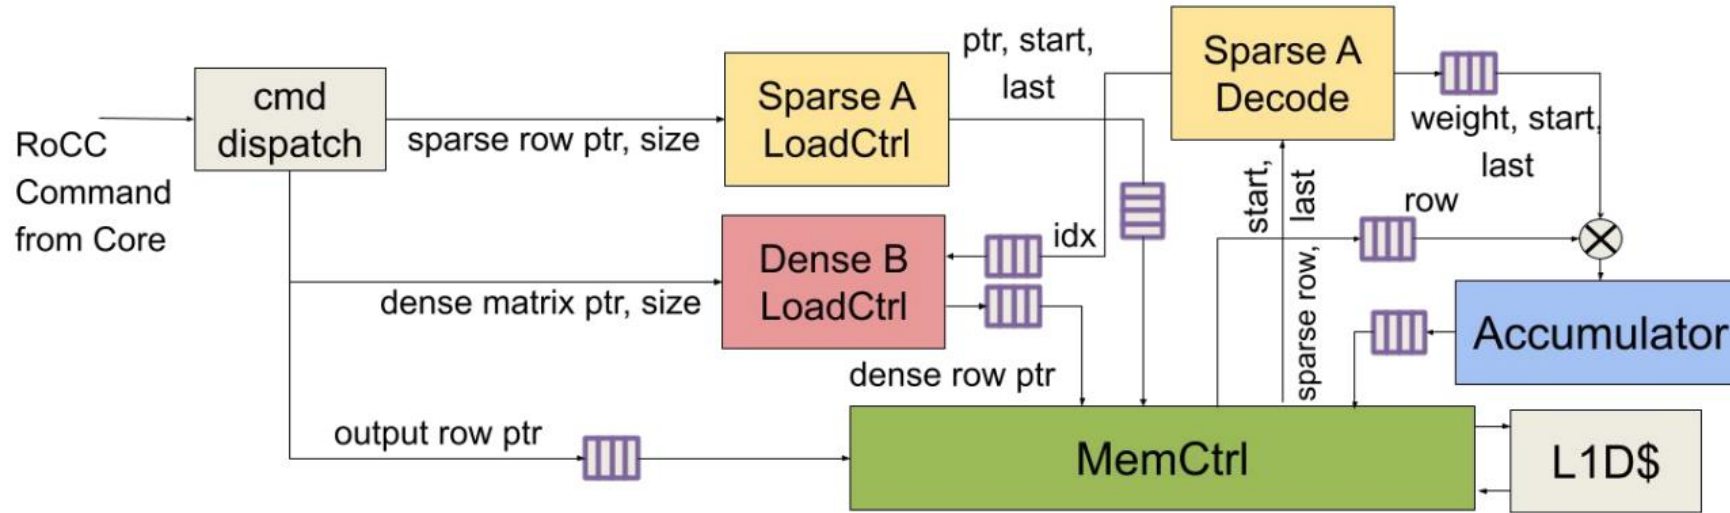 RoCC
Command
from Core
cmd
dispatch
sparse row ptr, size
Sparse A
LoadCtrl
ptr, start,
last
Sparse A
Decode
weight, start,
last
Dense B
LoadCtrl
idx
dense matrix ptr, size
dense row ptr
sparse row, start,
last
row
Accumulator
output row ptr
MemCtrl
L1D$